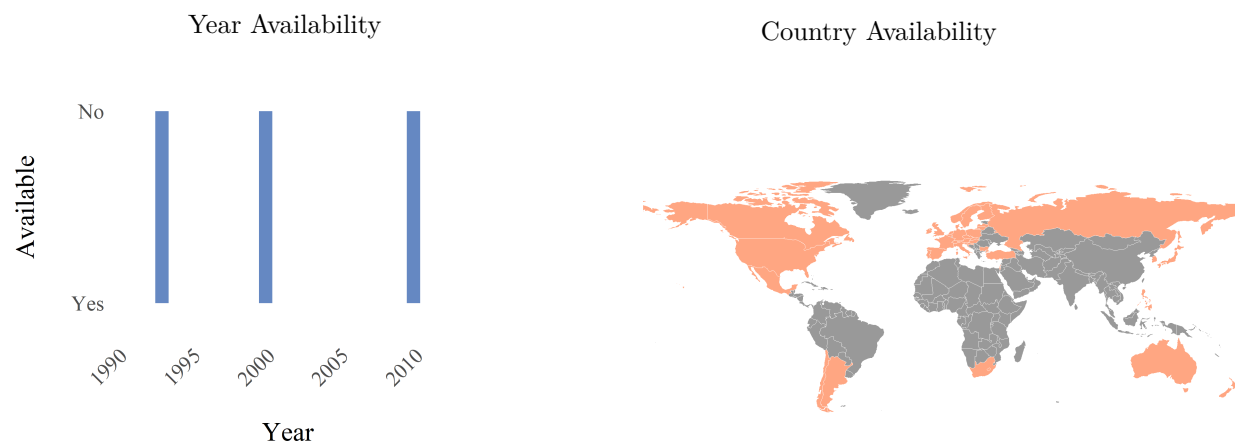 Year Availability
Available
No
Yes
1990
1995
2000
2005
2010
Year
Country Availability